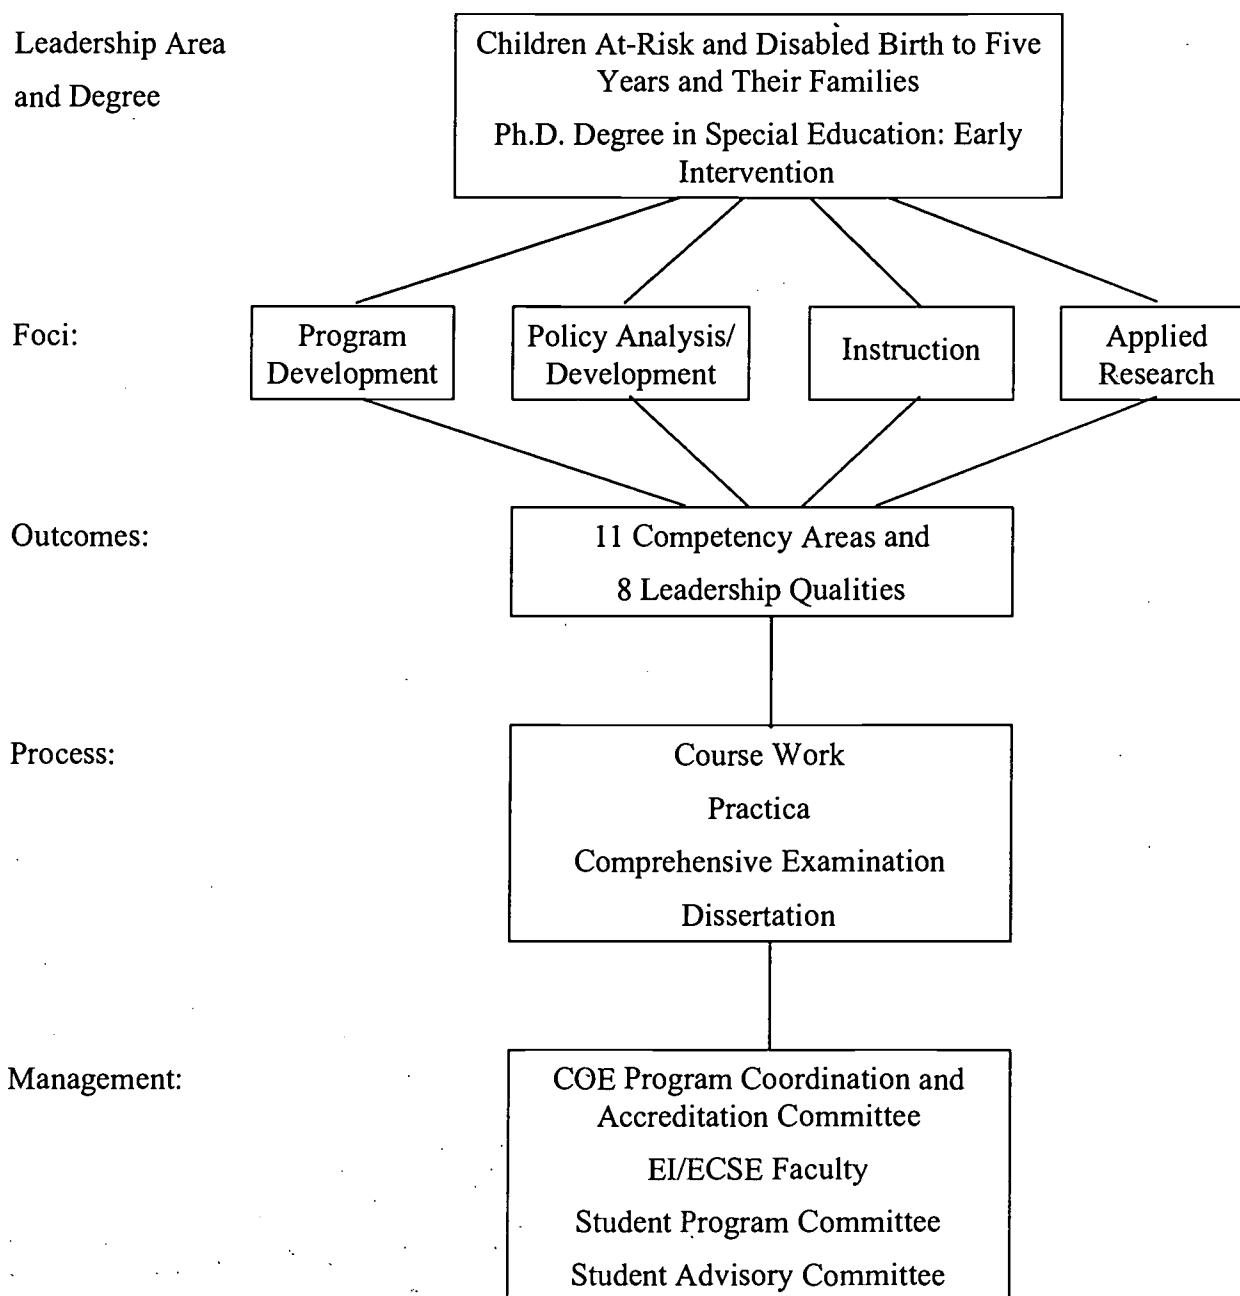 Leadership Area
and Degree
Children At-Risk and Disabled Birth to Five
Years and Their Families
Ph.D. Degree in Special Education: Early
Intervention
Foci:
Program
Development
Policy Analysis/
Development
Instruction
Applied
Research
Outcomes:
11 Competency Areas and
8 Leadership Qualities
Process:
Course Work
Practica
Comprehensive Examination
Dissertation
Management:
COE Program Coordination and
Accreditation Committee
EI/ECSE Faculty
Student Program Committee
Student Advisory Committee